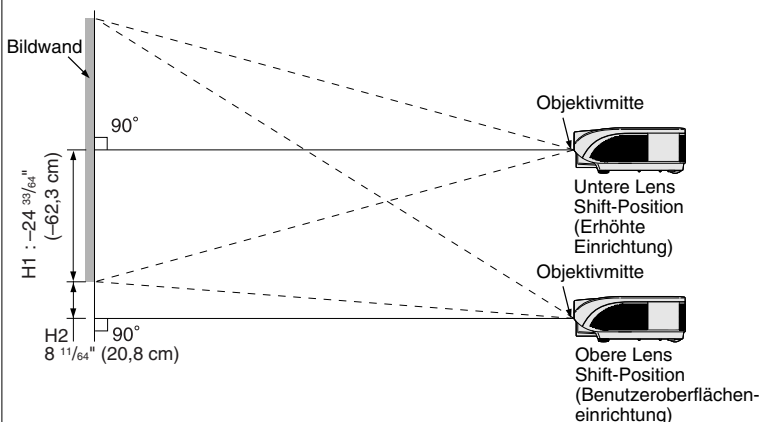 Bildwand
90°
H1 : –24 33/64"
(–62,3 cm)
H2
8 11/64" (20,8 cm)
90°
Objektivmitte
Untere Lens
Shift-Position
(Erhöhte
Einrichtung)
Objektivmitte
Obere Lens
Shift-Position
(Benutzeroberflächen-
einrichtung)